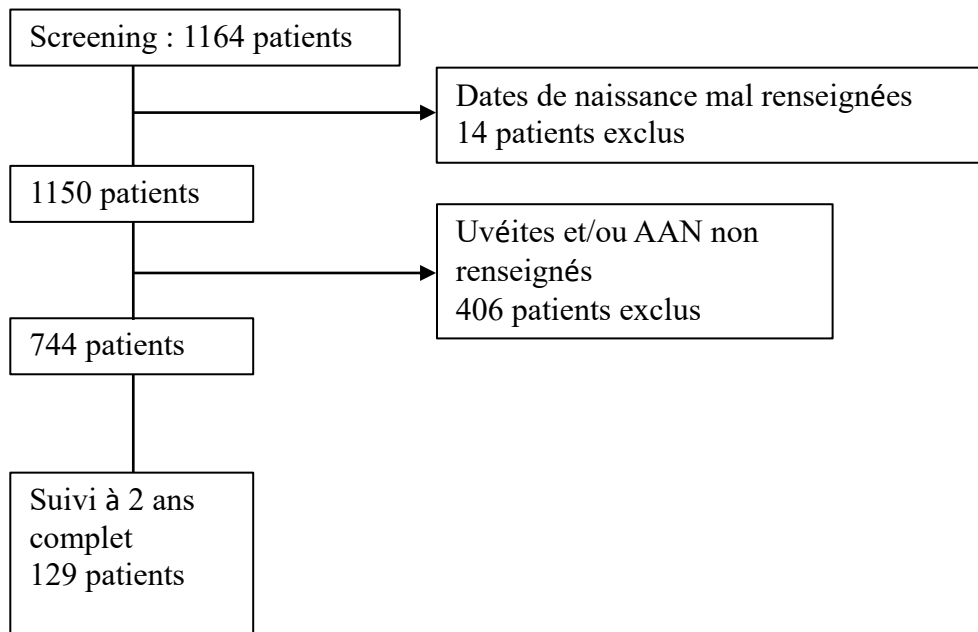 Screening : 1164 patients
Dates de naissance mal renseignées
14 patients exclus
1150 patients
Uvéites et/ou AAN non
renseignés
406 patients exclus
744 patients
Suivi à 2 ans
complet
129 patients